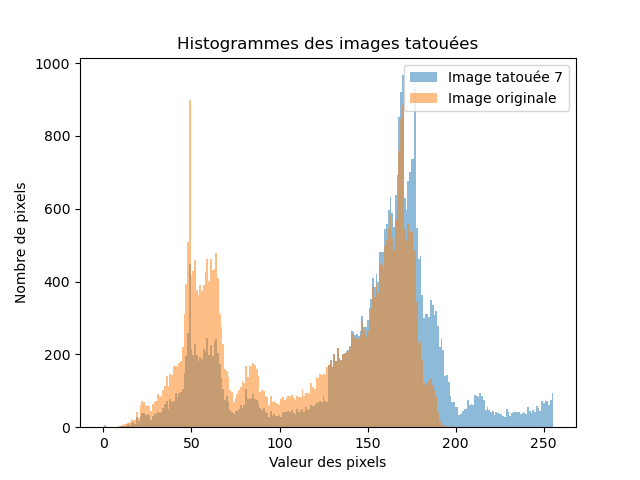 Histogrammes des images tatouées
Image tatouée 7
Image originale
1000
800
600
400
200
0
Nombre de pixels
0 50 100 150 200 250
Valeur des pixels